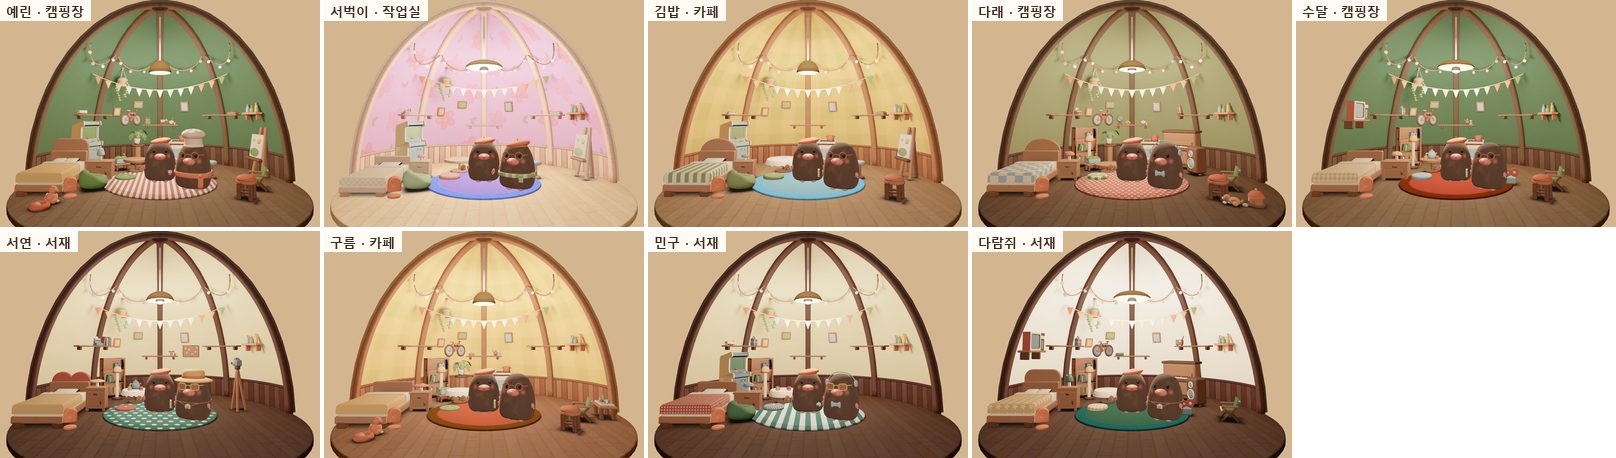 예린 · 캠핑장
서벅이 · 작업실
김밥 · 카페
다래 · 캠핑장
수달 · 캠핑장
서연 · 서재
구름 · 카페
민구 · 서재
다람쥐 · 서재